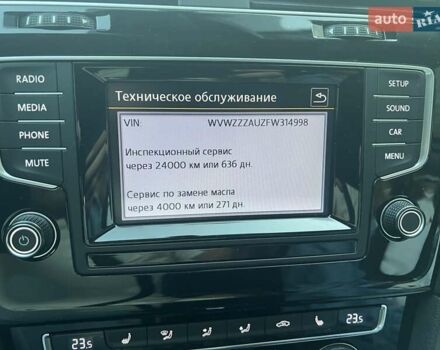 auto RIA
RADIO
MEDIA
PHONE
MUTE
Техническое обслуживание
VIN: WVWZZZAUZFW314998
Инспекционный сервис
через 24000 км или 636 дн.
Сервис по замене масла
через 4000 км или 271 дн.
SETUP
SOUND
CAR
MENU
23.5
23.5